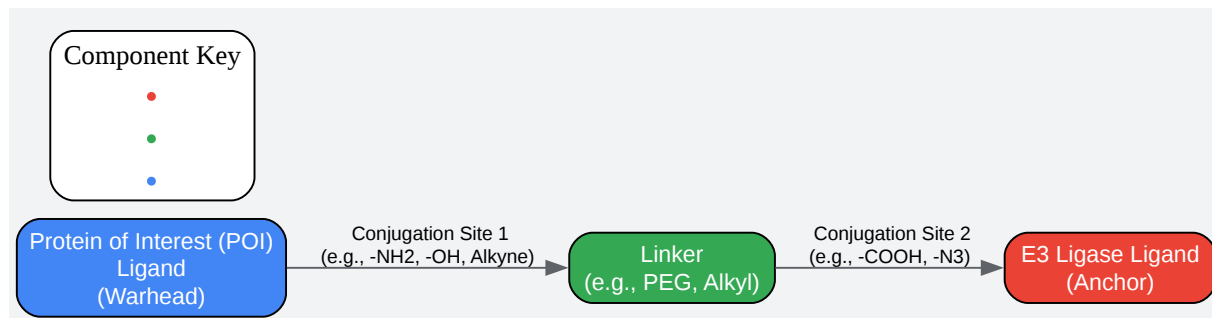 Component Key
Protein of Interest (POI)
Ligand
(Warhead)
Conjugation Site 1
(e.g., -NH2, -OH, Alkyne)
Linker
(e.g., PEG, Alkyl)
Conjugation Site 2
(e.g., -COOH, -N3)
E3 Ligase Ligand
(Anchor)